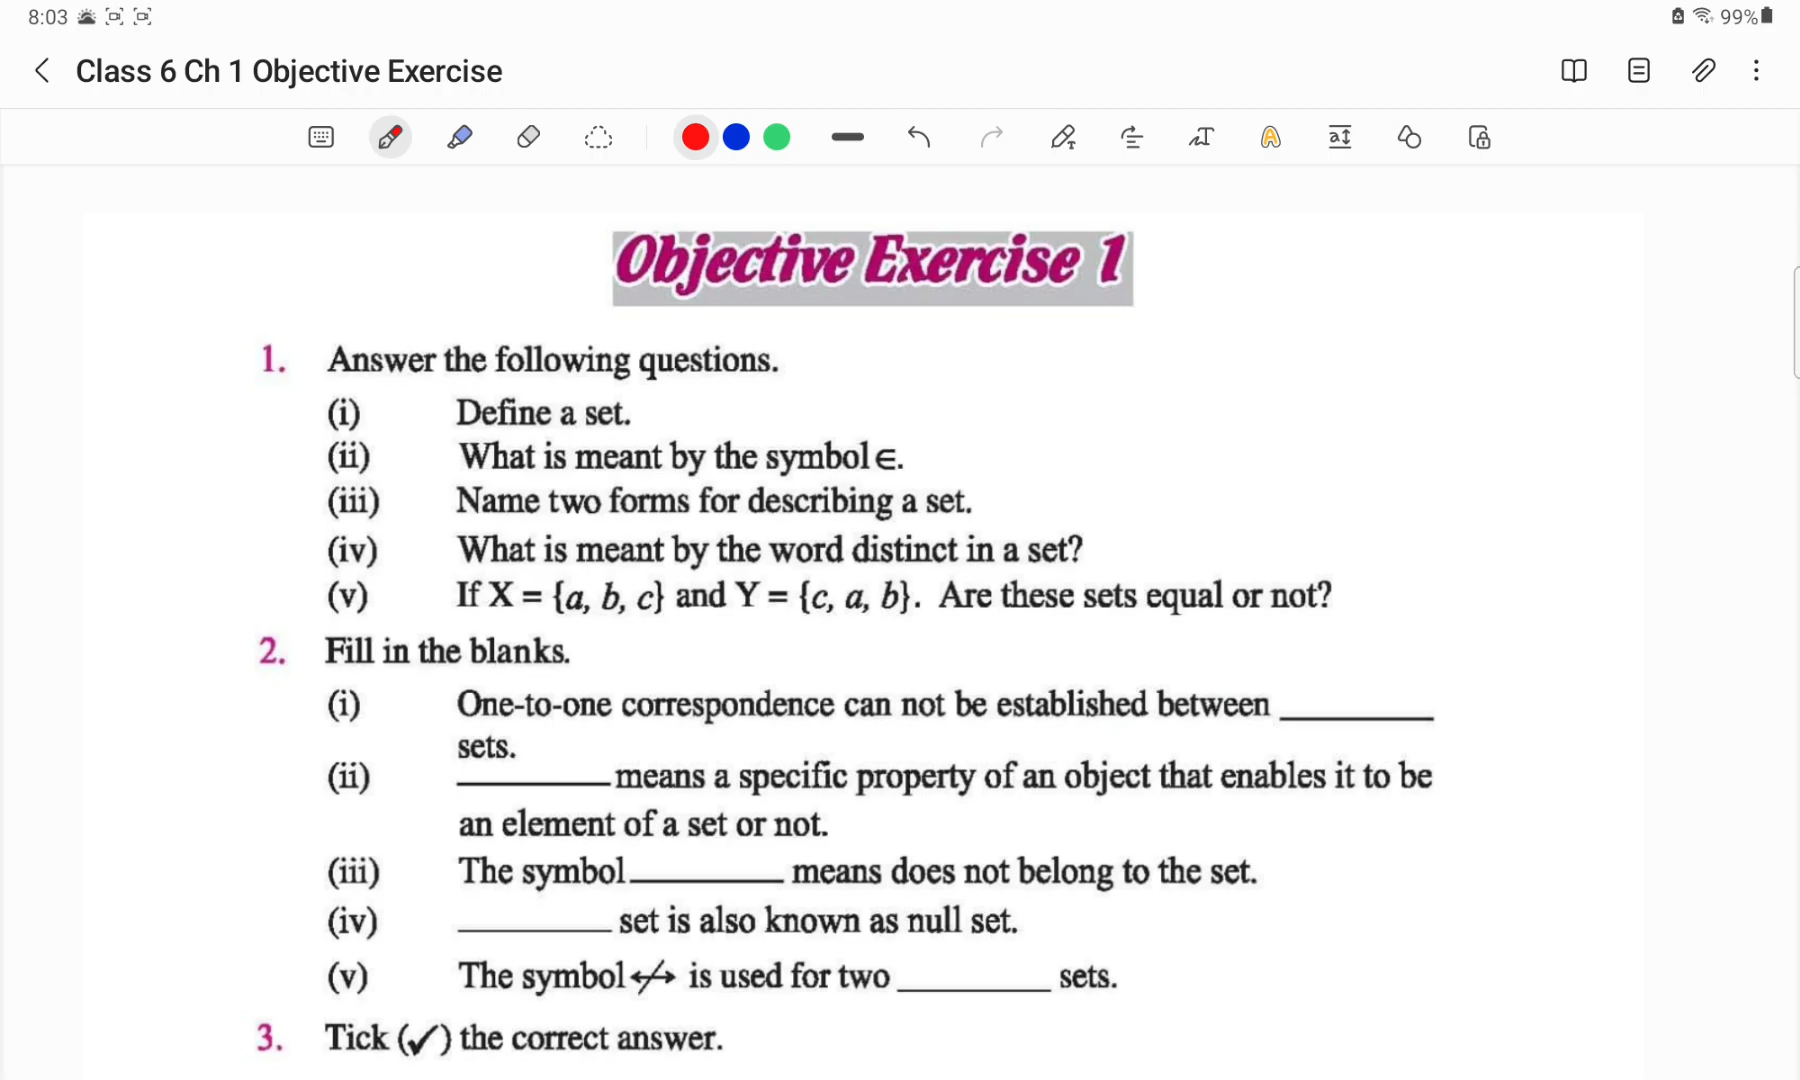 8:03
99%
Class 6 Ch 1 Objective Exercise
Objective Exercise 1
1. Answer the following questions.
(i) Define a set.
(ii) What is meant by the symbol ∈.
(iii) Name two forms for describing a set.
(iv) What is meant by the word distinct in a set?
(v) If X = {a, b, c} and Y = {c, a, b}. Are these sets equal or not?
2. Fill in the blanks.
(i) One-to-one correspondence can not be established between ________
sets.
(ii) ________ means a specific property of an object that enables it to be
an element of a set or not.
(iii) The symbol ________ means does not belong to the set.
(iv) ________ set is also known as null set.
(v) The symbol ↮ is used for two ________ sets.
3. Tick (✓) the correct answer.